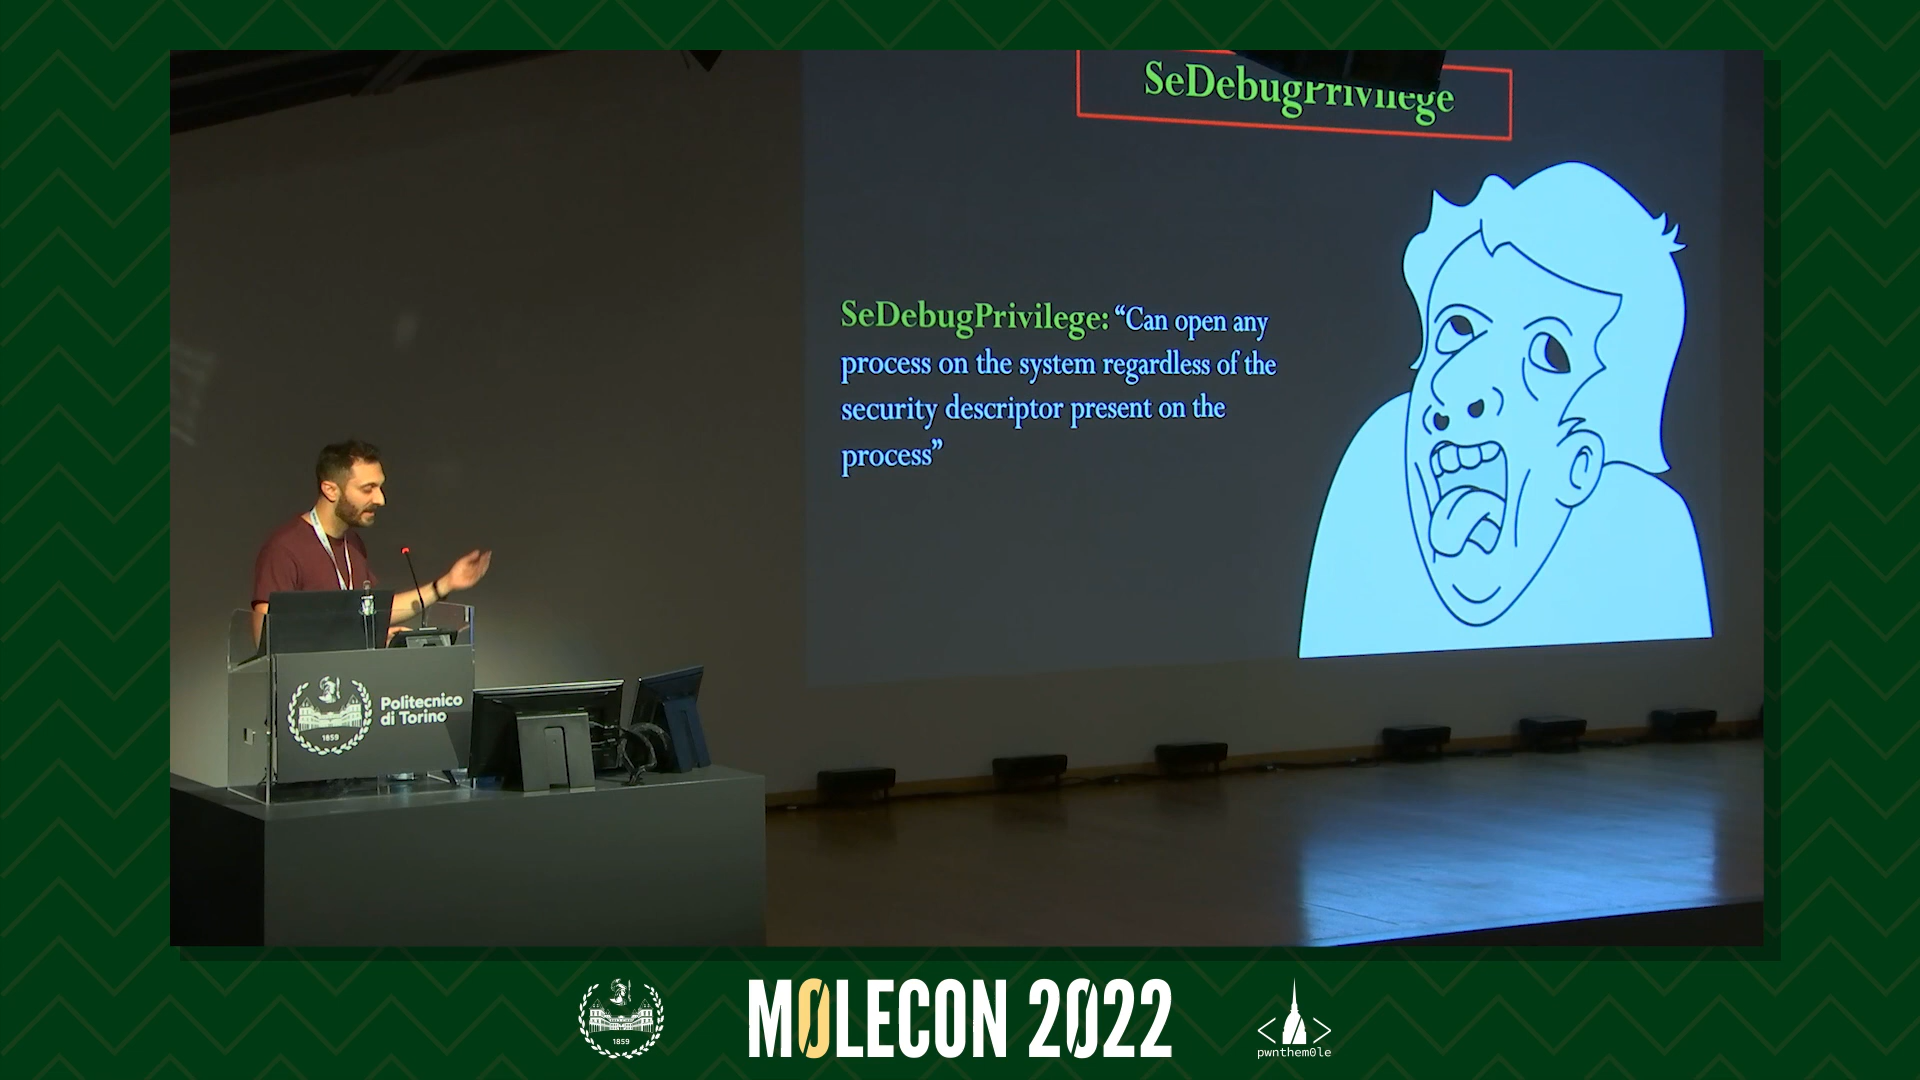 SeDebugPrivilege
SeDebugPrivilege: “Can open any
process on the system regardless of the
security descriptor present on the
process”
1859
Politecnico
di Torino
1859
MØLECON 2022
pwnthem0le